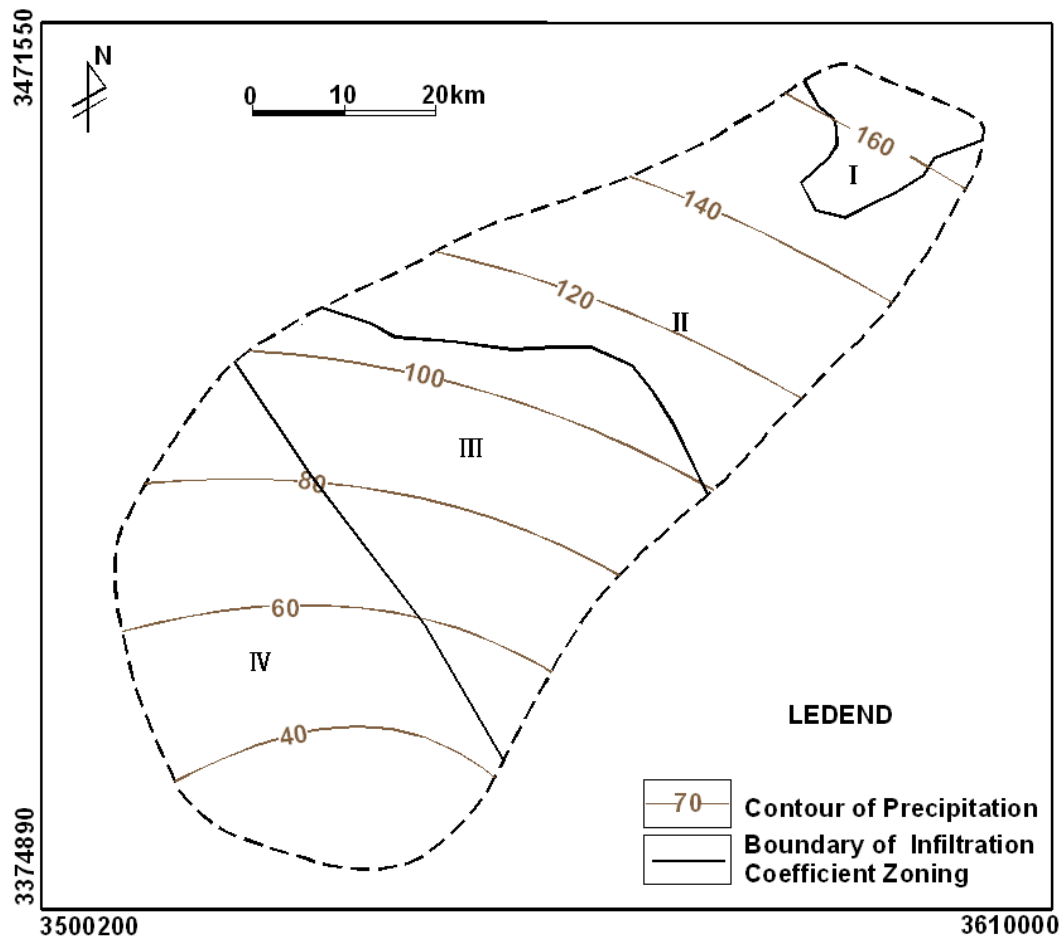 3471550
N
0 10 20km
160
I
140
120
II
100
III
80
60
IV
40
LEDEND
70 Contour of Precipitation
Boundary of Infiltration
Coefficient Zoning
3374890
3500200
3610000